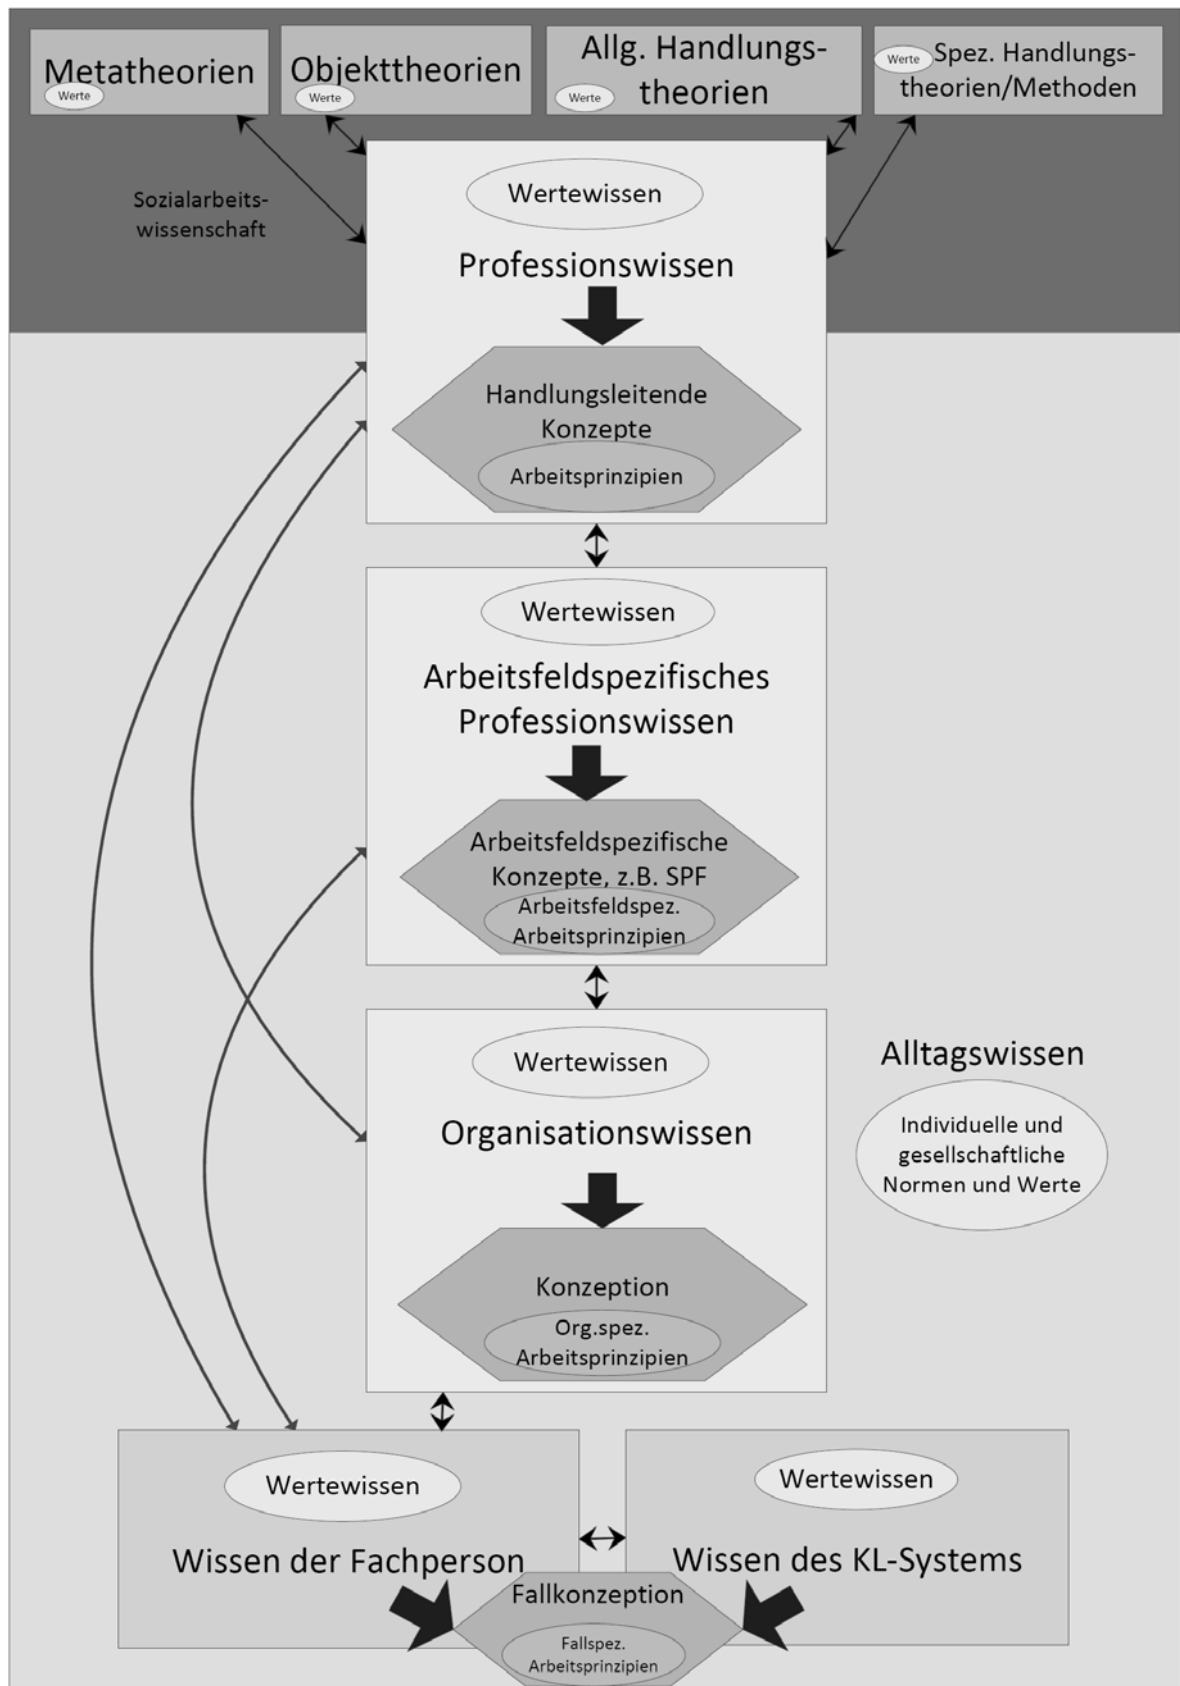 Metatheorien
Werte
Objekttheorien
Werte
Allg. Handlungs-
theorien
Werte
Werte
Spez. Handlungs-
theorien/Methoden
Sozialarbeits-
wissenschaft
Wertewissen
Professionswissen
Handlungsleitende
Konzepte
Arbeitsprinzipien
Wertewissen
Arbeitsfeldspezifisches
Professionswissen
Arbeitsfeldspezifische
Konzepte, z.B. SPF
Arbeitsfeldspez.
Arbeitsprinzipien
Wertewissen
Organisationswissen
Konzeption
Org.spez.
Arbeitsprinzipien
Alltagswissen
Individuelle und
gesellschaftliche
Normen und Werte
Wertewissen
Wissen der Fachperson
Wertewissen
Wissen des KL-Systems
Fallkonzeption
Fallspez.
Arbeitsprinzipien